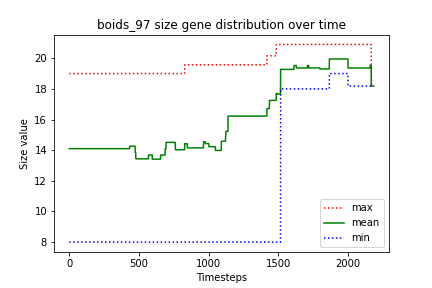 boids_97 size gene distribution over time
20
18
16
14
12
10
8
Size value
max
mean
min
0 500 1000 1500 2000
Timesteps